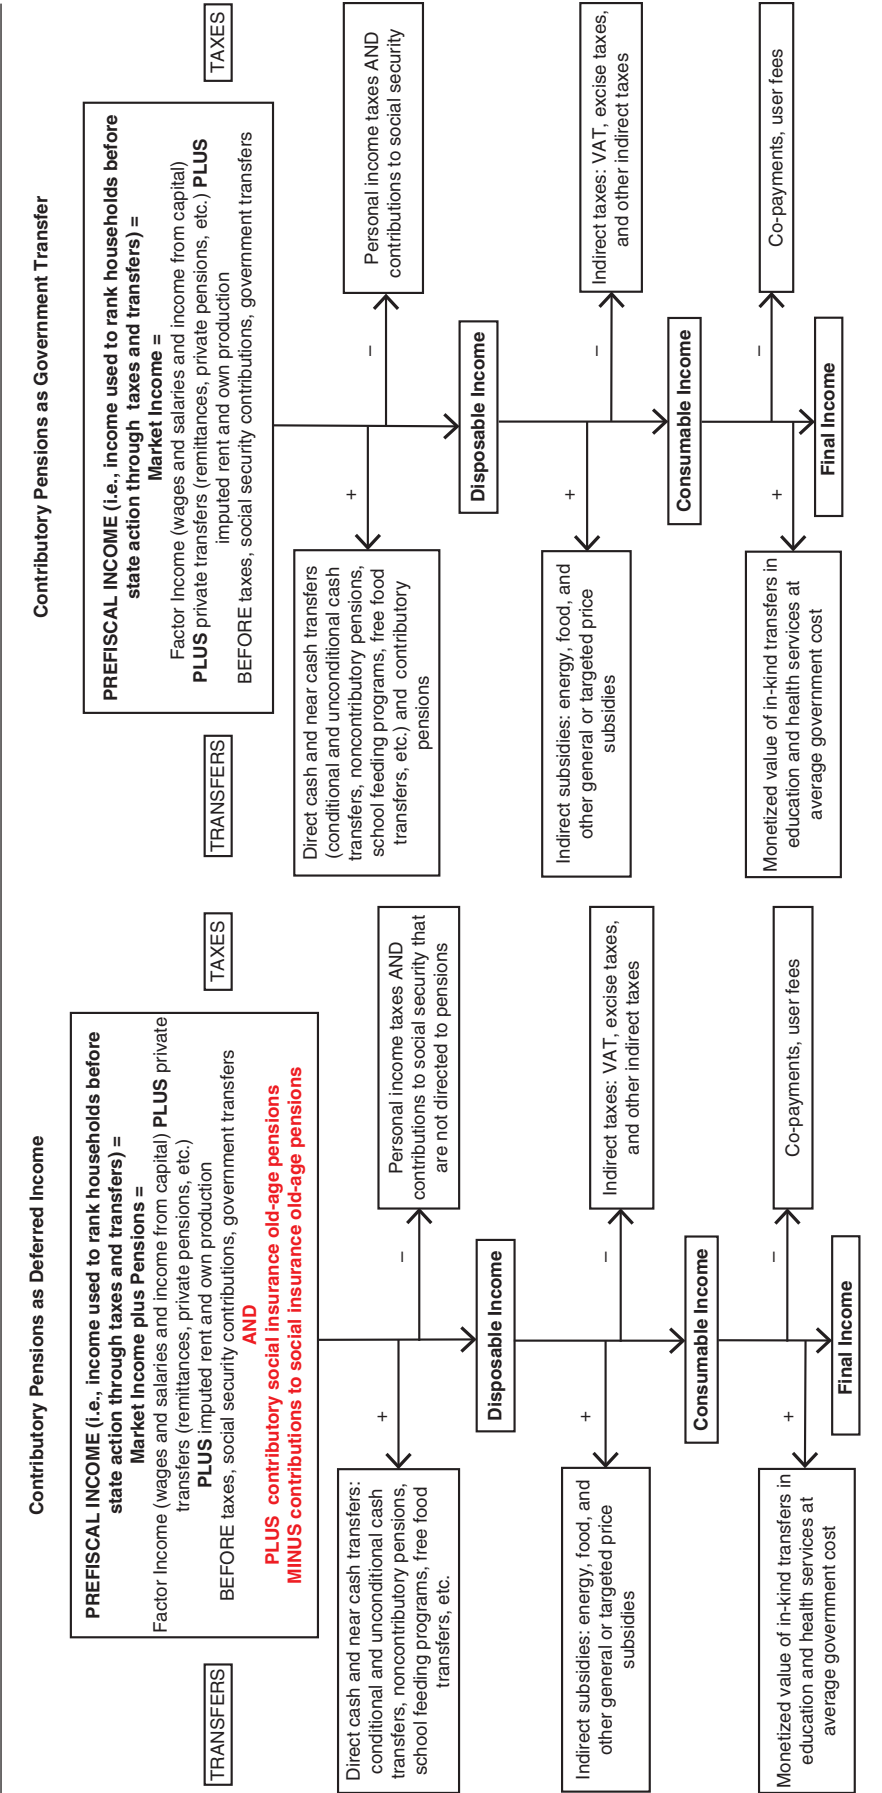 Contributory Pensions as Deferred Income
TRANSFERS
TAXES
PREFISCAL INCOME (i.e., income used to rank households before
state action through taxes and transfers) =
Market Income plus Pensions =
Factor Income (wages and salaries and income from capital) PLUS private
transfers (remittances, private pensions, etc.)
PLUS imputed rent and own production
BEFORE taxes, social security contributions, government transfers
AND
PLUS contributory social insurance old-age pensions
MINUS contributions to social insurance old-age pensions
Direct cash and near cash transfers:
conditional and unconditional cash
transfers, noncontributory pensions,
school feeding programs, free food
transfers, etc.
+
–
Personal income taxes AND
contributions to social security that
are not directed to pensions
Disposable Income
Indirect subsidies: energy, food, and
other general or targeted price
subsidies
+
–
Indirect taxes: VAT, excise taxes,
and other indirect taxes
Consumable Income
Monetized value of in-kind transfers in
education and health services at
average government cost
+
–
Co-payments, user fees
Final Income
Contributory Pensions as Government Transfer
TRANSFERS
TAXES
PREFISCAL INCOME (i.e., income used to rank households before
state action through taxes and transfers) =
Market Income =
Factor Income (wages and salaries and income from capital)
PLUS private transfers (remittances, private pensions, etc.) PLUS
imputed rent and own production
BEFORE taxes, social security contributions, government transfers
Direct cash and near cash transfers
(conditional and unconditional cash
transfers, noncontributory pensions,
school feeding programs, free food
transfers, etc.) and contributory
pensions
+
–
Personal income taxes AND
contributions to social security
Disposable Income
Indirect subsidies: energy, food, and
other general or targeted price
subsidies
+
–
Indirect taxes: VAT, excise taxes,
and other indirect taxes
Consumable Income
Monetized value of in-kind transfers in
education and health services at
average government cost
+
–
Co-payments, user fees
Final Income